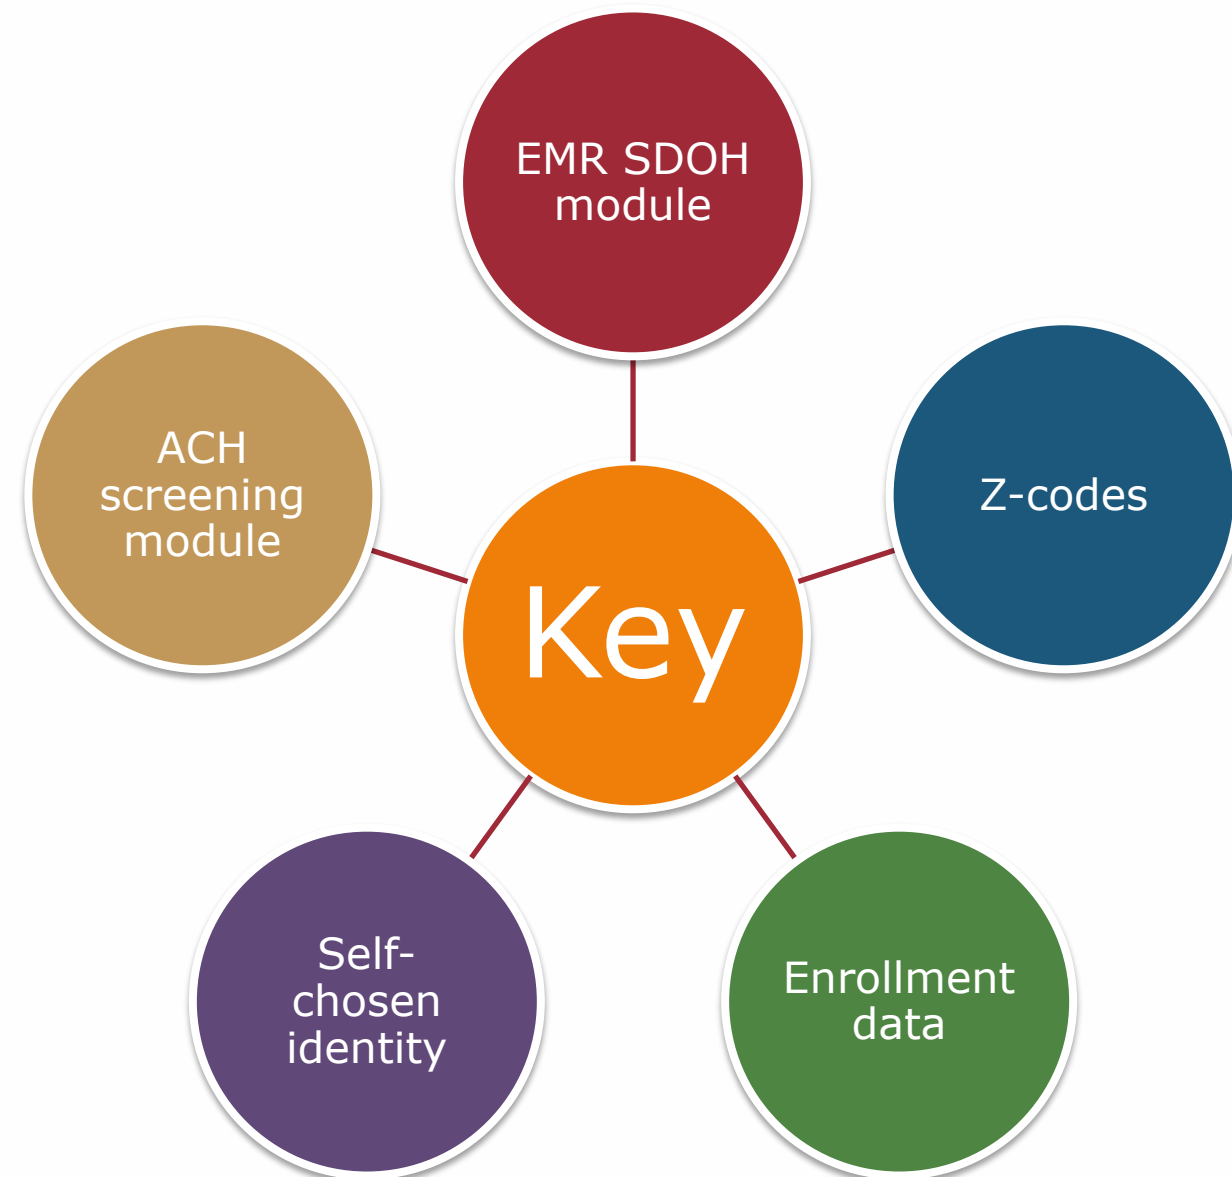 EMR SDOH
module
Z-codes
Enrollment
data
Self-
chosen
identity
ACH
screening
module
Key